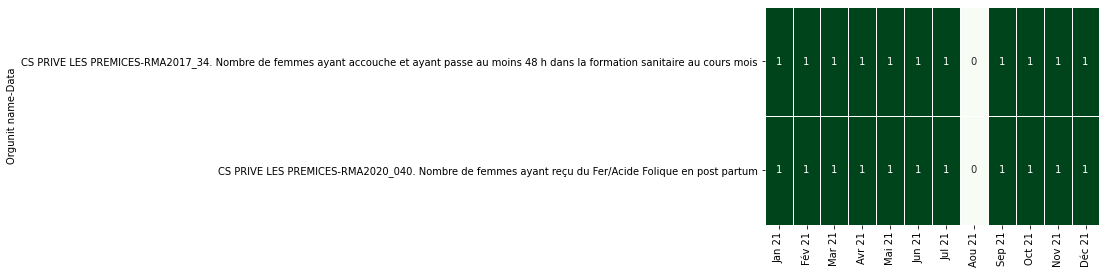 Orgunit name-Data
CS PRIVE LES PREMICES-RMA2017_34. Nombre de femmes ayant accouche et ayant passe au moins 48 h dans la formation sanitaire au cours mois
1 1 1 1 1 1 1 0 1 1 1 1
CS PRIVE LES PREMICES-RMA2020_040. Nombre de femmes ayant reçu du Fer/Acide Folique en post partum
1 1 1 1 1 1 1 0 1 1 1 1
Jan 21
Fév 21
Mar 21
Avr 21
Mai 21
Jun 21
Jul 21
Aou 21
Sep 21
Oct 21
Nov 21
Déc 21